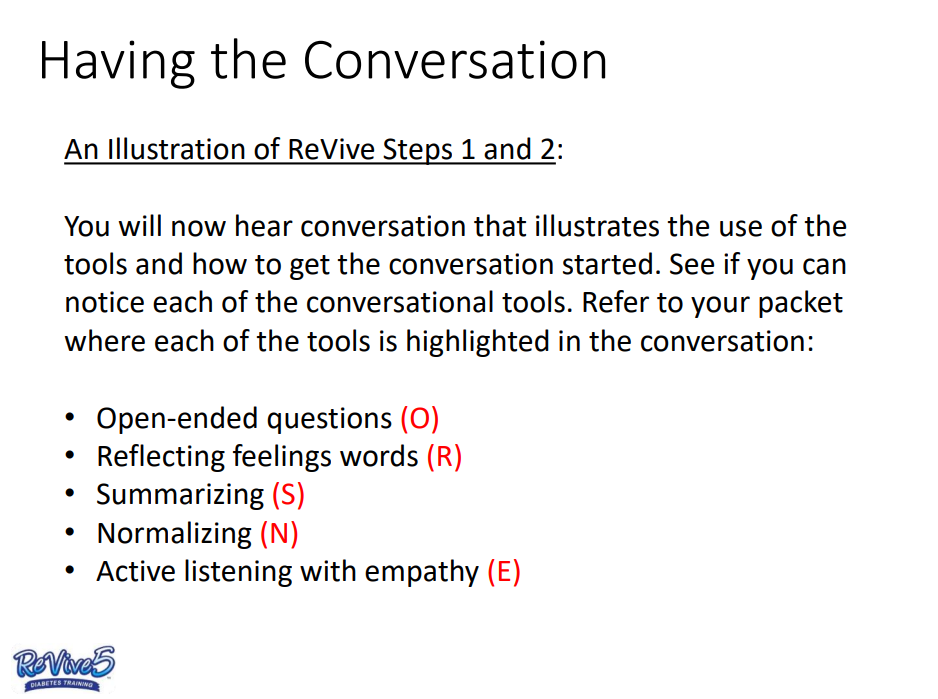 Having the Conversation
An Illustration of ReVive Steps 1 and 2:
You will now hear conversation that illustrates the use of the
tools and how to get the conversation started. See if you can
notice each of the conversational tools. Refer to your packet
where each of the tools is highlighted in the conversation:
• Open-ended questions (O)
• Reflecting feelings words (R)
• Summarizing (S)
• Normalizing (N)
• Active listening with empathy (E)
ReVive5
DIABETES TRAINING